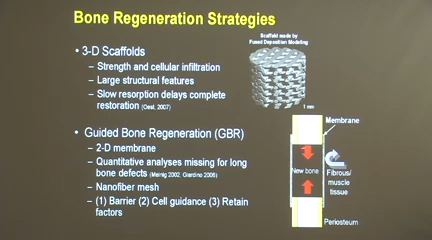 Bone Regeneration Strategies
• 3-D Scaffolds
– Strength and cellular infiltration
– Large structural features
– Slow resorption delays complete
restoration (Oest, 2007)
• Guided Bone Regeneration (GBR)
– 2-D membrane
– Quantitative analyses missing for long
bone defects (Meinig 2002, Giardino 2006)
– Nanofiber mesh
– (1) Barrier (2) Cell guidance (3) Retain
factors
Scaffold made by
Fused Deposition Modeling
1 mm
Membrane
New bone
Fibrous/
muscle
tissue
Periosteum